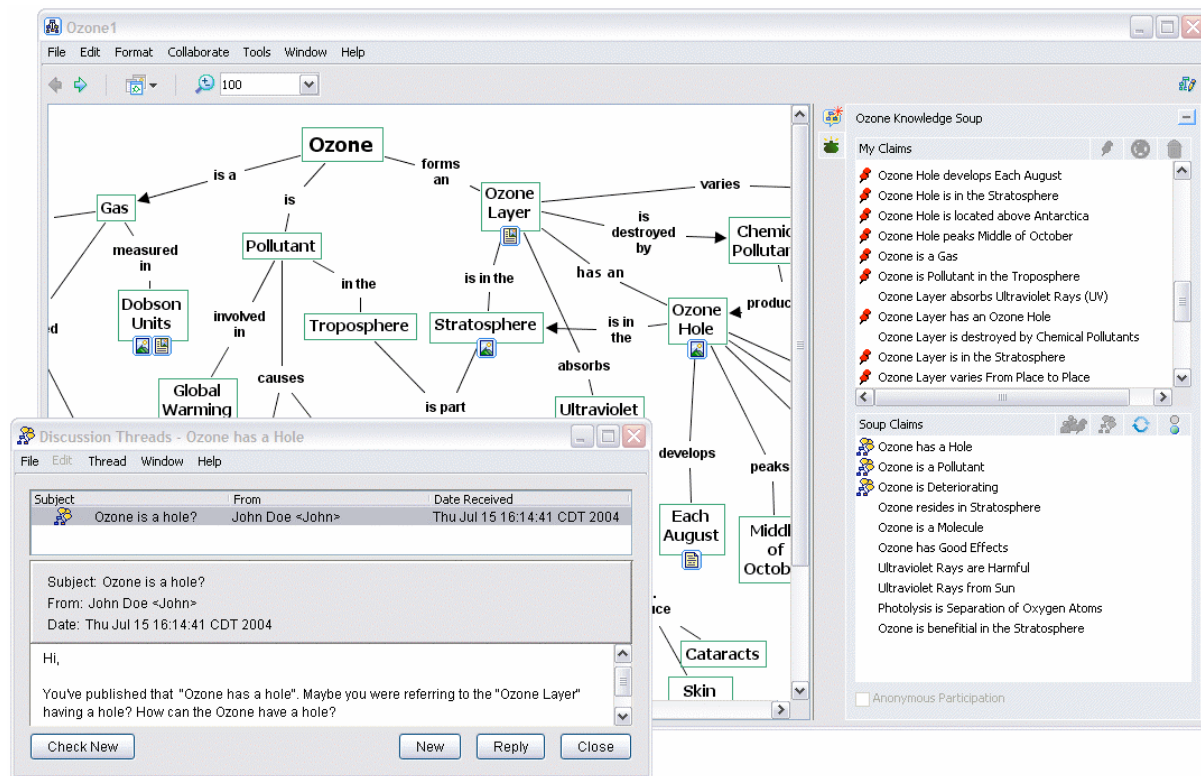 Ozone1
File Edit Format Collaborate Tools Window Help
100
Ozone
is a
forms
an
is
Gas
Ozone
Layer
varies
is
destroyed
by
Pollutant
measured
in
is in the
has an
in the
Dobson
Units
involved
in
Troposphere
Stratosphere
is in
the
Ozone
Hole
causes
absorbs
Global
Warming
is part
Ultraviolet
develops
peaks
Each
August
of
Cataracts
Skin
Ozone Knowledge Soup
My Claims
Ozone Hole develops Each August
Ozone Hole is in the Stratosphere
Ozone Hole is located above Antarctica
Ozone Hole peaks Middle of October
Ozone is a Gas
Ozone is Pollutant in the Troposphere
Ozone Layer absorbs Ultraviolet Rays (UV)
Ozone Layer has an Ozone Hole
Ozone Layer is destroyed by Chemical Pollutants
Ozone Layer is in the Stratosphere
Ozone Layer varies From Place to Place
Soup Claims
Ozone has a Hole
Ozone is a Pollutant
Ozone is Deteriorating
Ozone resides in Stratosphere
Ozone is a Molecule
Ozone has Good Effects
Ultraviolet Rays are Harmful
Ultraviolet Rays from Sun
Photolysis is Separation of Oxygen Atoms
Ozone is benefitial in the Stratosphere
Anonymous Participation
Discussion Threads - Ozone has a Hole
File Edit Thread Window Help
Subject From Date Received
Ozone is a hole? John Doe <John> Thu Jul 15 16:14:41 CDT 2004
Subject: Ozone is a hole?
From: John Doe <John>
Date: Thu Jul 15 16:14:41 CDT 2004
Hi,
You've published that "Ozone has a hole". Maybe you were referring to the "Ozone Layer"
having a hole? How can the Ozone have a hole?
Check New New Reply Close